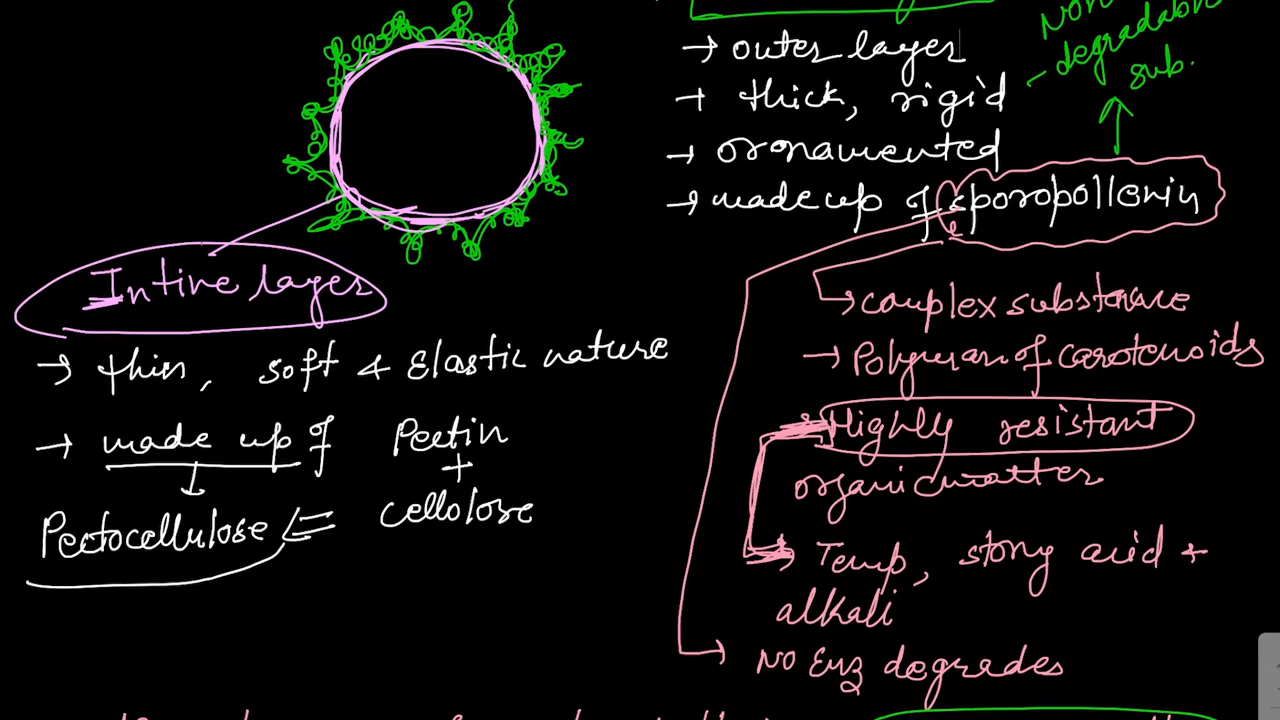 Non
degradable
sub.
→ outer layer
→ thick, rigid
→ ornamented
→ made up of sporopollenin
Intine layer
→ thin, soft & Elastic nature
→ made up of Pectin
+
cellolose
Pectocellulose
→ complex substance
→ Polymer of carotenoids
→ Highly resistant
organic matter
→ Temp, strong acid +
alkali
→ No Enz degrades